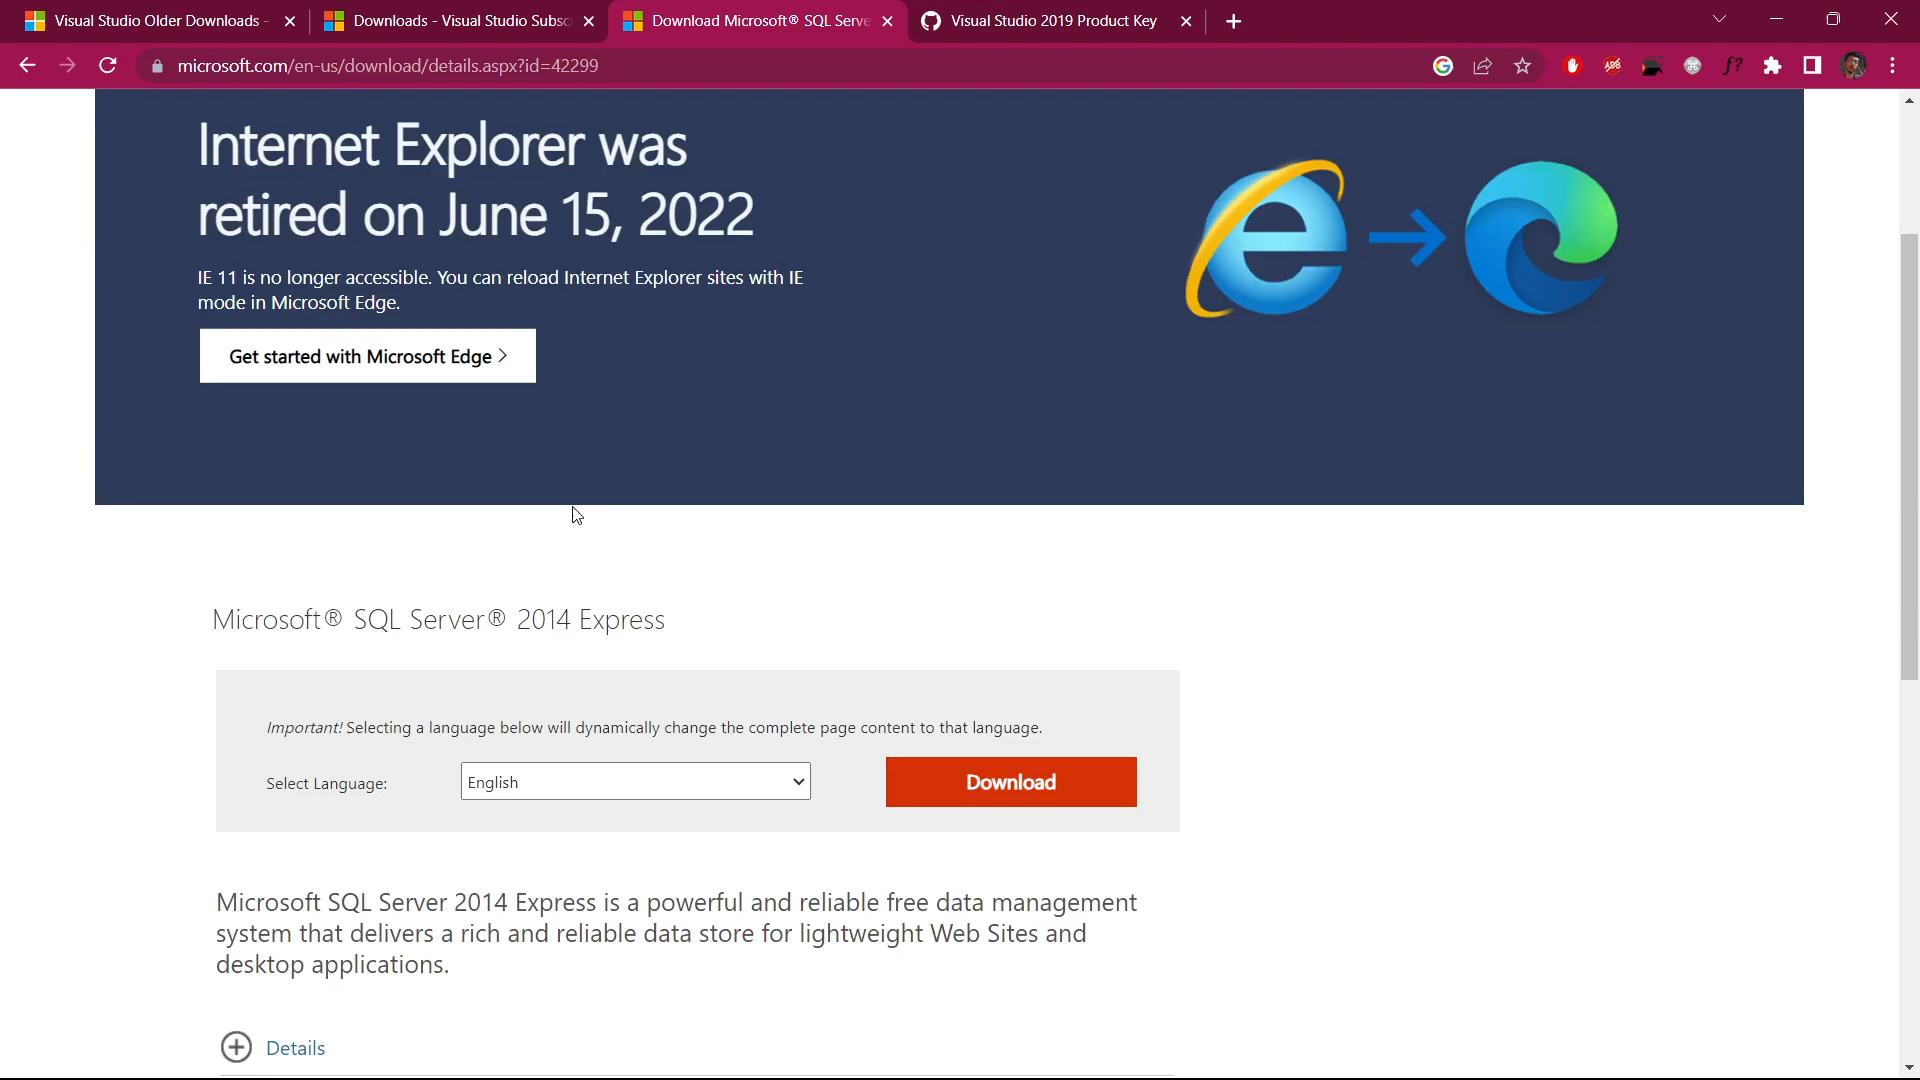 Visual Studio Older Downloads -
Downloads - Visual Studio Subsc
Download Microsoft® SQL Serve
Visual Studio 2019 Product Key
microsoft.com/en-us/download/details.aspx?id=42299
Internet Explorer was
retired on June 15, 2022
IE 11 is no longer accessible. You can reload Internet Explorer sites with IE
mode in Microsoft Edge.
Get started with Microsoft Edge >
Microsoft® SQL Server® 2014 Express
Important! Selecting a language below will dynamically change the complete page content to that language.
Select Language:
English
Download
Microsoft SQL Server 2014 Express is a powerful and reliable free data management
system that delivers a rich and reliable data store for lightweight Web Sites and
desktop applications.
Details